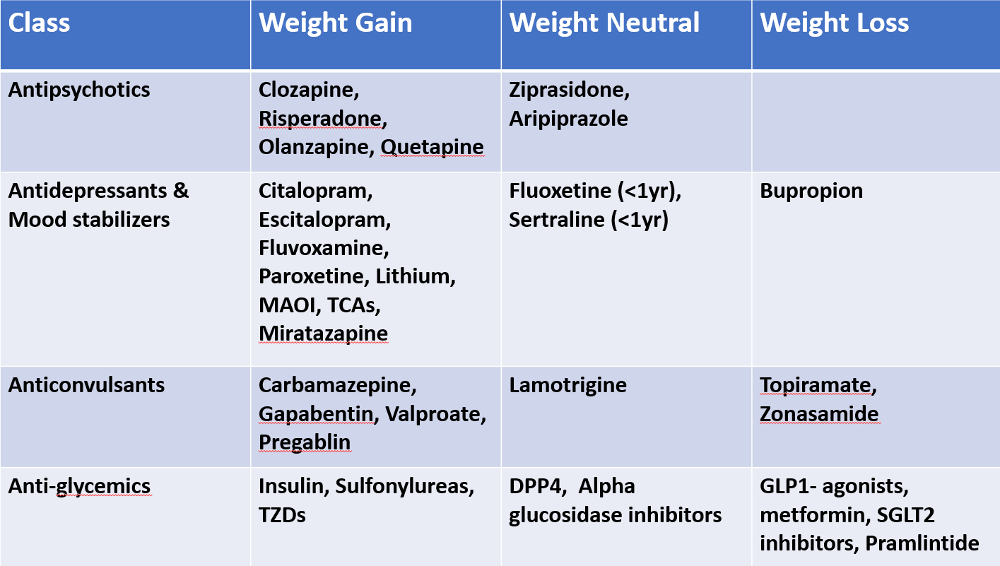 Class
Weight Gain
Weight Neutral
Weight Loss
Antipsychotics
Clozapine,
Risperadone,
Olanzapine, Quetapine
Ziprasidone,
Aripiprazole
Antidepressants &
Mood stabilizers
Citalopram,
Escitalopram,
Fluvoxamine,
Paroxetine, Lithium,
MAOI, TCAs,
Miratazapine
Fluoxetine (<1yr),
Sertraline (<1yr)
Bupropion
Anticonvulsants
Carbamazepine,
Gapabentin, Valproate,
Pregablin
Lamotrigine
Topiramate,
Zonasamide
Anti-glycemics
Insulin, Sulfonylureas,
TZDs
DPP4,  Alpha
glucosidase inhibitors
GLP1- agonists,
metformin, SGLT2
inhibitors, Pramlintide